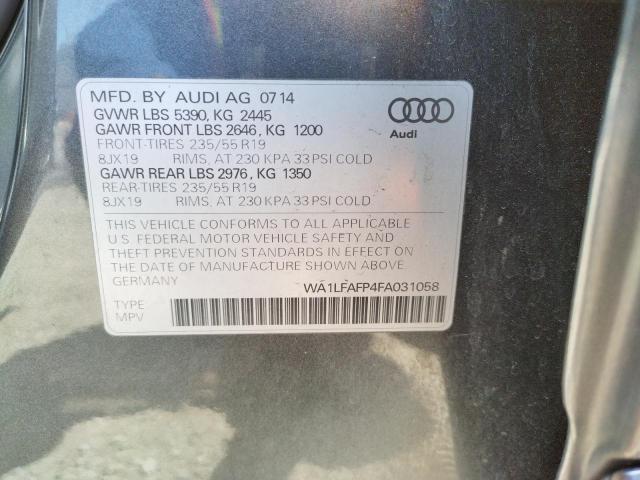 MFD. BY AUDI AG 07 14
GVWR LBS 5390, KG 2445
GAWR FRONT LBS 2646, KG 1200
FRONT-TIRES 235/55 R19
8JX19 RIMS, AT 230 KPA 33 PSI COLD
GAWR REAR LBS 2976, KG 1350
REAR-TIRES 235/55 R19
8JX19 RIMS, AT 230 KPA 33 PSI COLD
Audi
THIS VEHICLE CONFORMS TO ALL APPLICABLE
U.S. FEDERAL MOTOR VEHICLE SAFETY AND
THEFT PREVENTION STANDARDS IN EFFECT ON
THE DATE OF MANUFACTURE SHOWN ABOVE.
GERMANY
WA1LFAFP4FA031058
TYPE
MPV